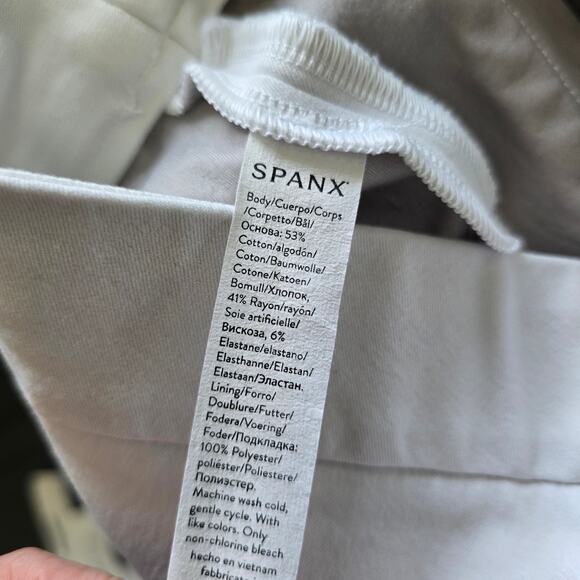 SPANX
Body/Cuerpo/Corps
/Corpetto/Bål/
Основа: 53%
Cotton/algodón/
Coton/Baumwolle/
Cotone/Katoen/
Bomull/Хлопок,
41% Rayon/rayón/
Soie artificielle/
Вискоза, 6%
Elastane/elastano/
Elasthanne/Elastan/
Elastaan/Эластан.
Lining/Forro/
Doublure/Futter/
Fodera/Voering/
Foder/Подкладка:
100% Polyester/
poliéster/Poliestere/
Полиэстер.
Machine wash cold,
gentle cycle. With
like colors. Only
non-chlorine bleach
hecho en vietnam